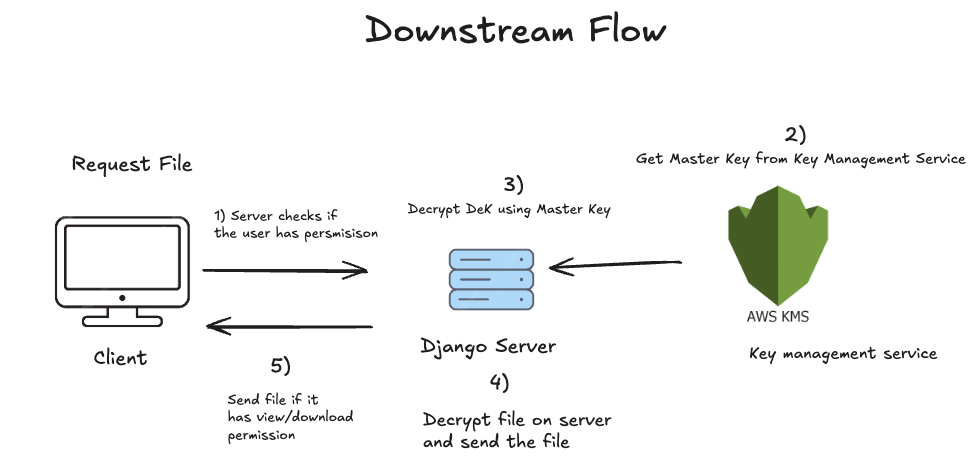 Downstream Flow
2)
Get Master Key from Key Management Service
Request File
3)
Decrypt DeK using Master Key
1) Server checks if
the user has persmisison
AWS KMS
Client
Django Server
Key management service
5)
Send file if it
has view/download
permission
4)
Decrypt file on server
and send the file